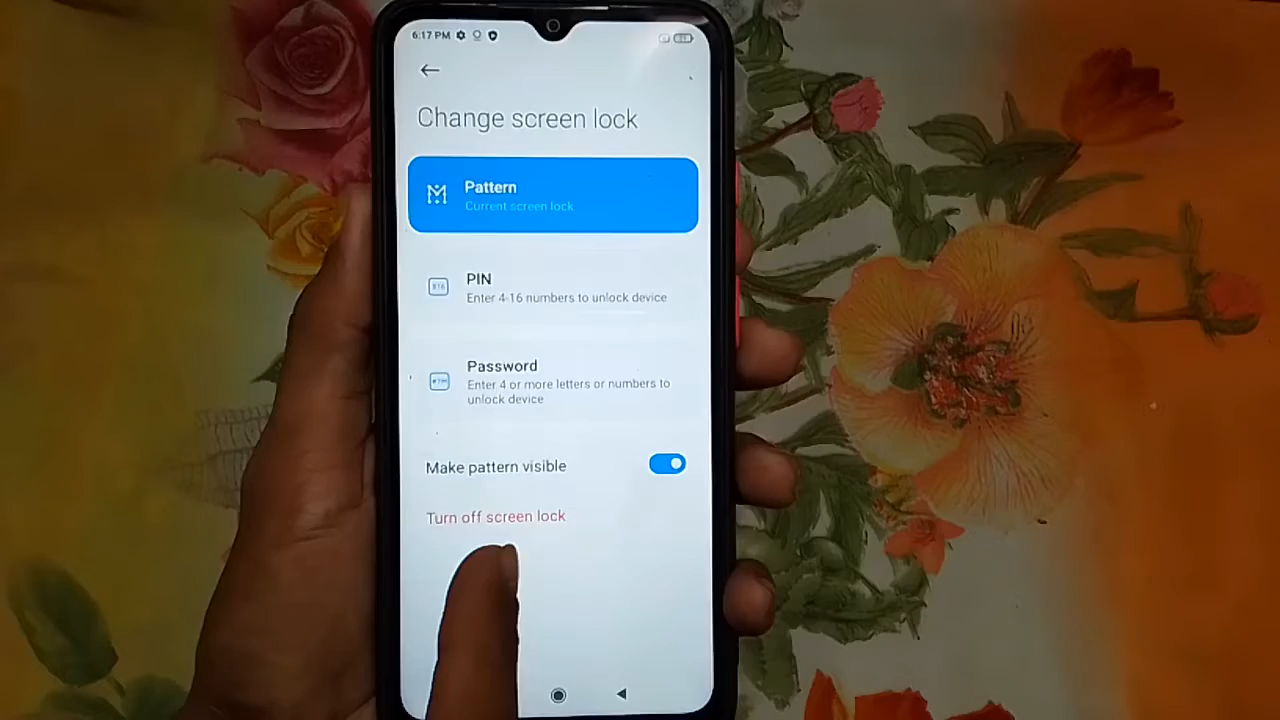 6:17 PM
Change screen lock
Pattern
Current screen lock
PIN
Enter 4-16 numbers to unlock device
Password
Enter 4 or more letters or numbers to
unlock device
Make pattern visible
Turn off screen lock